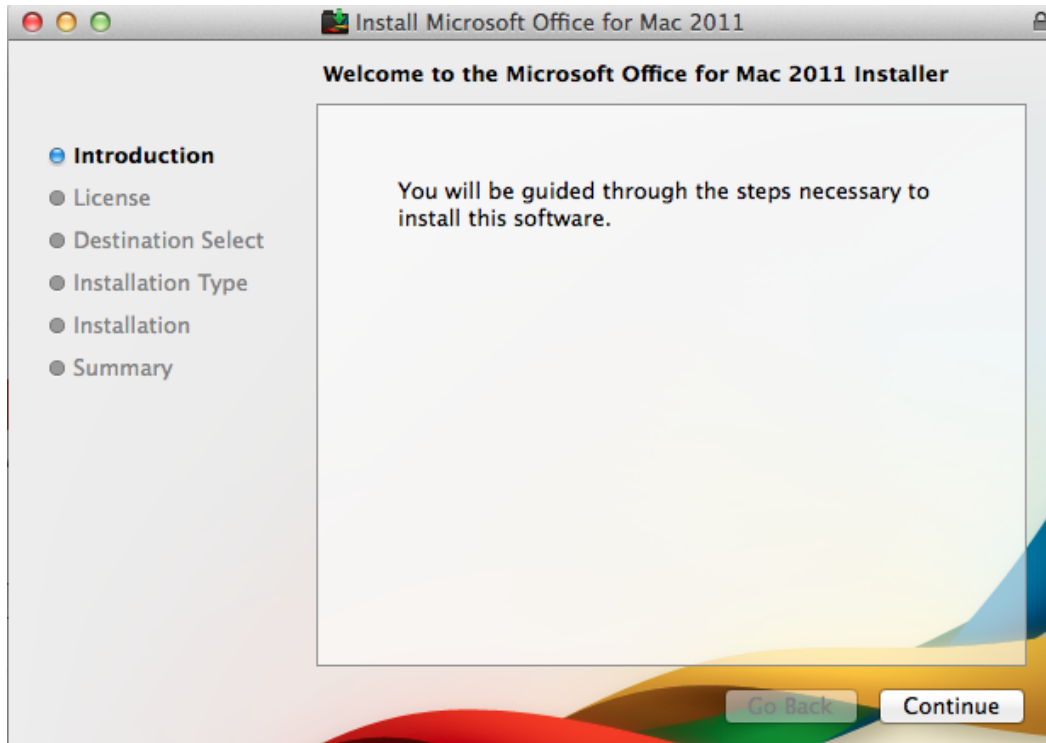 Install Microsoft Office for Mac 2011
Welcome to the Microsoft Office for Mac 2011 Installer
Introduction
License
Destination Select
Installation Type
Installation
Summary
You will be guided through the steps necessary to
install this software.
Go Back
Continue